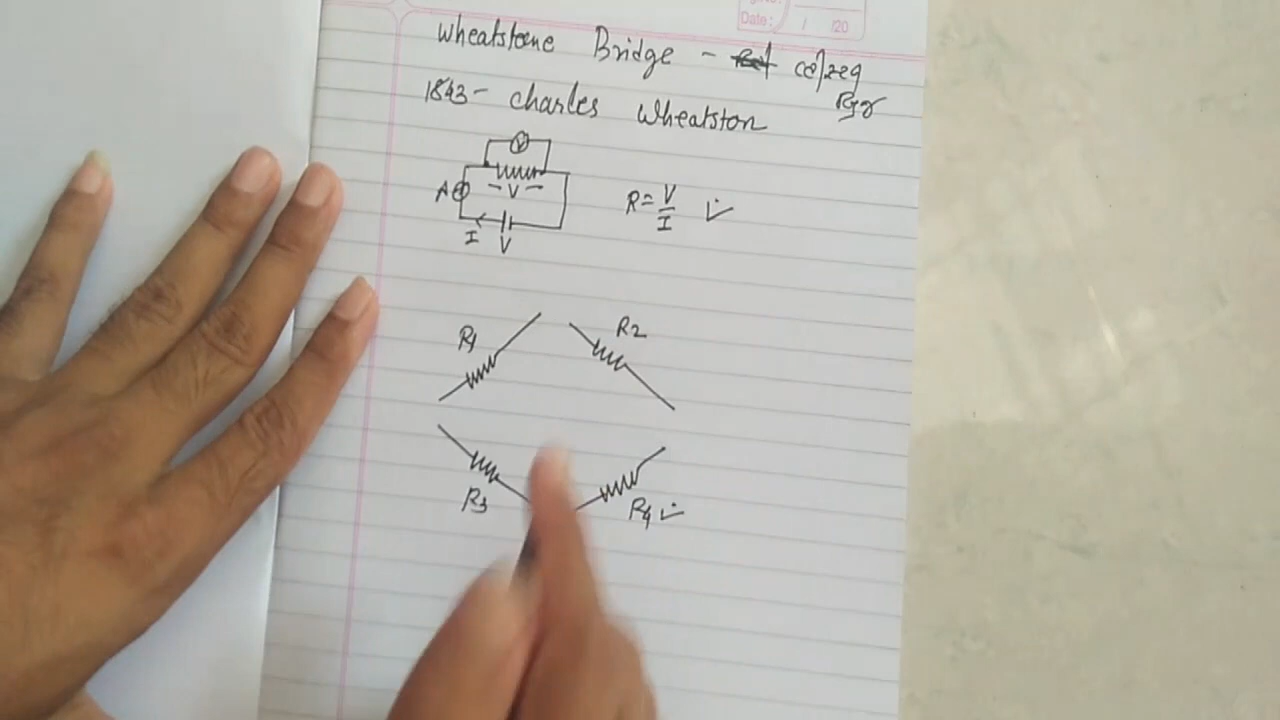 Date: / /20
Wheatstone Bridge -
1843 - Charles Wheatston
V
A - V -
I V
R = V/I
R1 R2
R3 R4